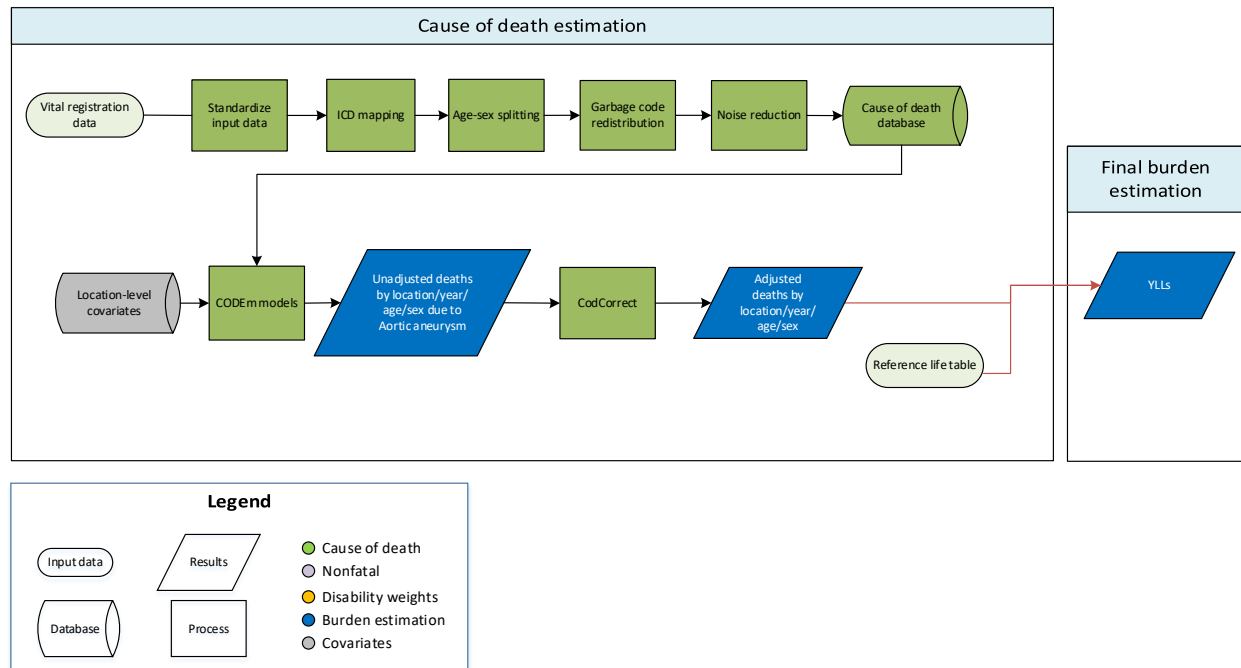 Cause of death estimation
Vital registration
data
Standardize
input data
ICD mapping
Age-sex splitting
Garbage code
redistribution
Noise reduction
Cause of death
database
Final burden
estimation
Location-level
covariates
CODEm models
Unadjusted deaths
by location/year/
age/sex due to
Aortic aneurysm
CodCorrect
Adjusted
deaths by
location/year/
age/sex
YLLs
Reference life table
Legend
Input data
Results
Database
Process
Cause of death
Nonfatal
Disability weights
Burden estimation
Covariates